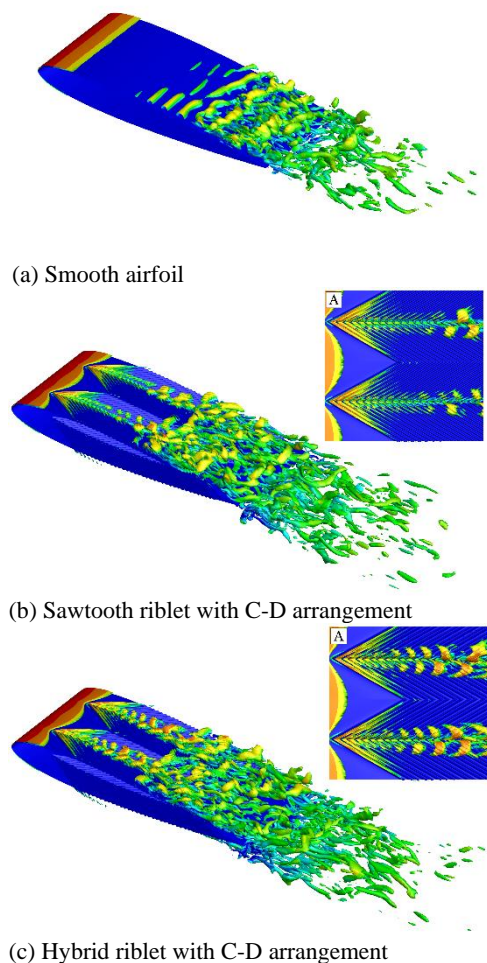 (a) Smooth airfoil
A
(b) Sawtooth riblet with C-D arrangement
A
(c) Hybrid riblet with C-D arrangement